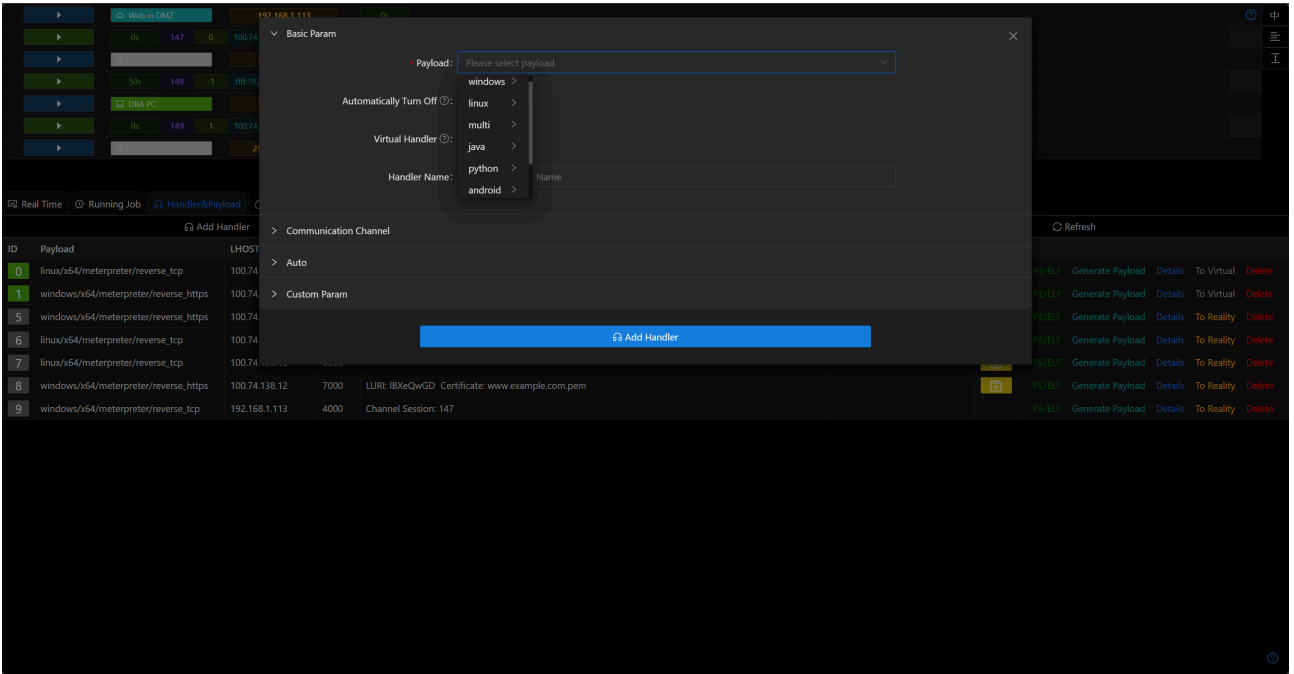 Web in DMZ 192.168.1.113 0s 中
0s 147 0 100.74
50s 148 -1 :ffff:192
DBA PC
0s 149 1 100.74
Basic Param
* Payload: Please select payload
windows
linux
multi
java
python
android
Automatically Turn Off
Virtual Handler
Handler Name: Name
Communication Channel
Auto
Custom Param
Add Handler
Real Time Running Job Handler&Payload
Add Handler Refresh
ID Payload LHOST
0 linux/x64/meterpreter/reverse_tcp 100.74 PE/ELF Generate Payload Details To Virtual Delete
1 windows/x64/meterpreter/reverse_https 100.74 PE/ELF Generate Payload Details To Virtual Delete
5 windows/x64/meterpreter/reverse_https 100.74 PE/ELF Generate Payload Details To Reality Delete
6 linux/x64/meterpreter/reverse_tcp 100.74 PE/ELF Generate Payload Details To Reality Delete
7 linux/x64/meterpreter/reverse_tcp 100.74.138.12 PE/ELF Generate Payload Details To Reality Delete
8 windows/x64/meterpreter/reverse_https 100.74.138.12 7000 LURI: IBXeQwGD Certificate: www.example.com.pem PE/ELF Generate Payload Details To Reality Delete
9 windows/x64/meterpreter/reverse_tcp 192.168.1.113 4000 Channel Session: 147 PE/ELF Generate Payload Details To Reality Delete